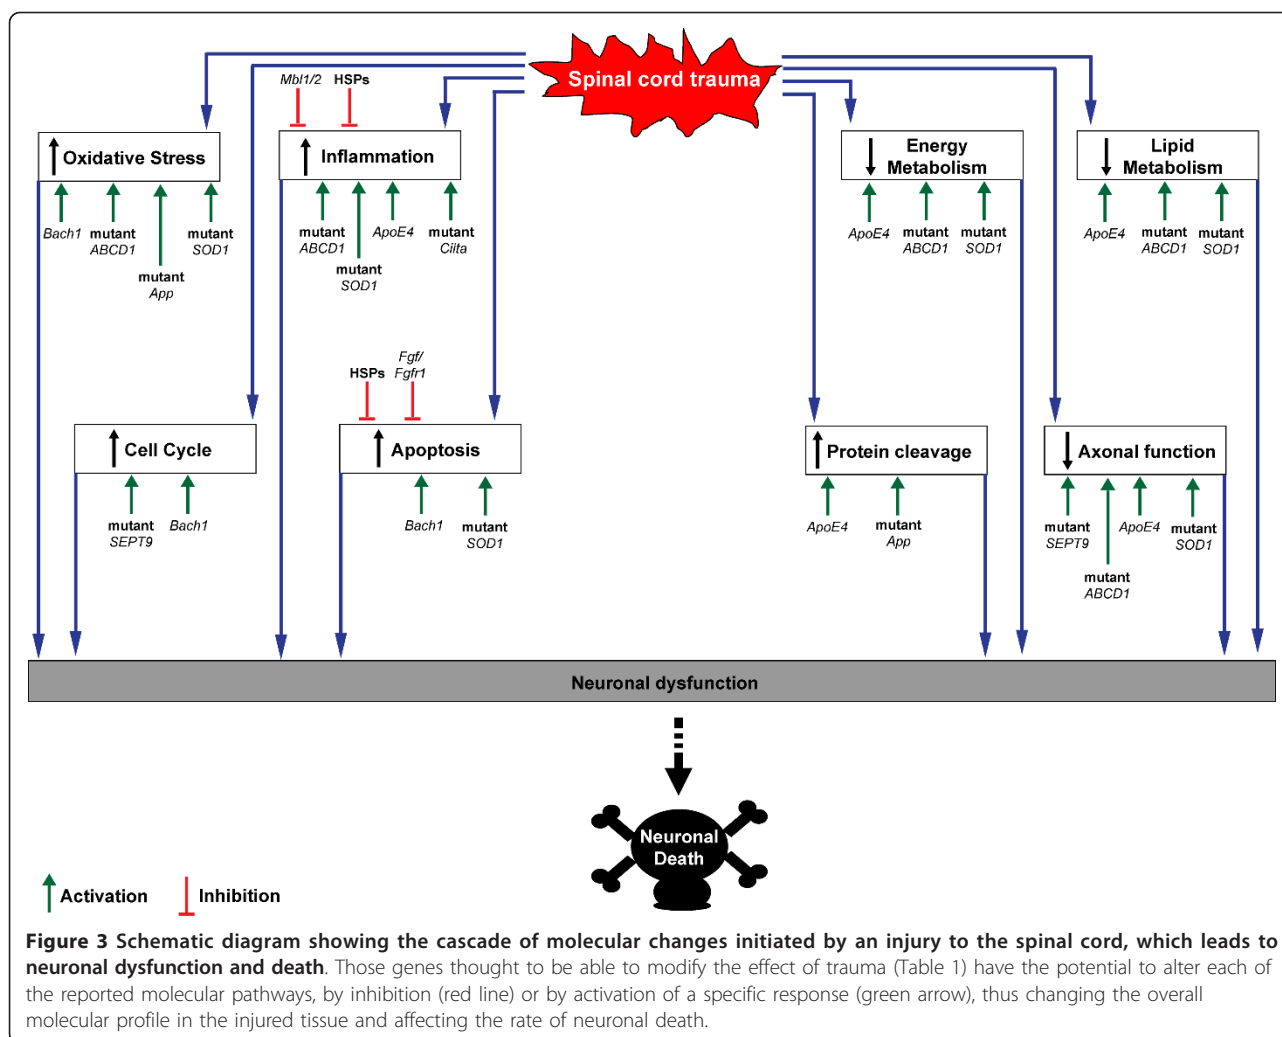 Spinal cord trauma
Mbl1/2 HSPs
Oxidative Stress
Inflammation
Energy
Metabolism
Lipid
Metabolism
Bach1
mutant
ABCD1
mutant
App
mutant
SOD1
mutant
ABCD1
mutant
SOD1
ApoE4
mutant
Ciita
ApoE4
mutant
ABCD1
mutant
SOD1
ApoE4
mutant
ABCD1
mutant
SOD1
HSPs
Fgf/
Fgfr1
Cell Cycle
Apoptosis
Protein cleavage
Axonal function
mutant
SEPT9
Bach1
Bach1
mutant
SOD1
ApoE4
mutant
App
mutant
SEPT9
mutant
ABCD1
ApoE4
mutant
SOD1
Neuronal dysfunction
Neuronal
Death
Activation
Inhibition
Figure 3 Schematic diagram showing the cascade of molecular changes initiated by an injury to the spinal cord, which leads to
neuronal dysfunction and death. Those genes thought to be able to modify the effect of trauma (Table 1) have the potential to alter each of
the reported molecular pathways, by inhibition (red line) or by activation of a specific response (green arrow), thus changing the overall
molecular profile in the injured tissue and affecting the rate of neuronal death.